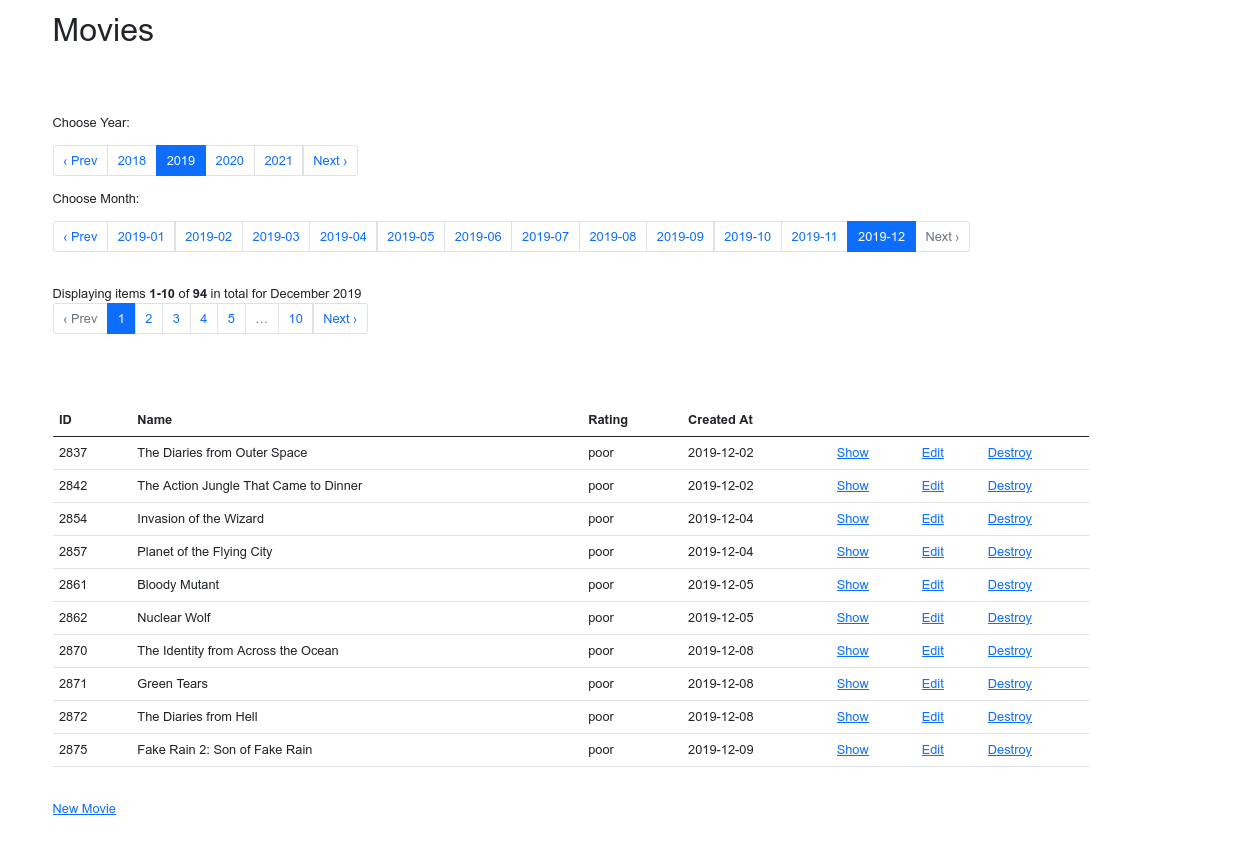 Movies
Choose Year:
‹ Prev 2018 2019 2020 2021 Next ›
Choose Month:
‹ Prev 2019-01 2019-02 2019-03 2019-04 2019-05 2019-06 2019-07 2019-08 2019-09 2019-10 2019-11 2019-12 Next ›
Displaying items 1-10 of 94 in total for December 2019
‹ Prev 1 2 3 4 5 … 10 Next ›
ID Name Rating Created At
2837 The Diaries from Outer Space poor 2019-12-02 Show Edit Destroy
2842 The Action Jungle That Came to Dinner poor 2019-12-02 Show Edit Destroy
2854 Invasion of the Wizard poor 2019-12-04 Show Edit Destroy
2857 Planet of the Flying City poor 2019-12-04 Show Edit Destroy
2861 Bloody Mutant poor 2019-12-05 Show Edit Destroy
2862 Nuclear Wolf poor 2019-12-05 Show Edit Destroy
2870 The Identity from Across the Ocean poor 2019-12-08 Show Edit Destroy
2871 Green Tears poor 2019-12-08 Show Edit Destroy
2872 The Diaries from Hell poor 2019-12-08 Show Edit Destroy
2875 Fake Rain 2: Son of Fake Rain poor 2019-12-09 Show Edit Destroy
New Movie